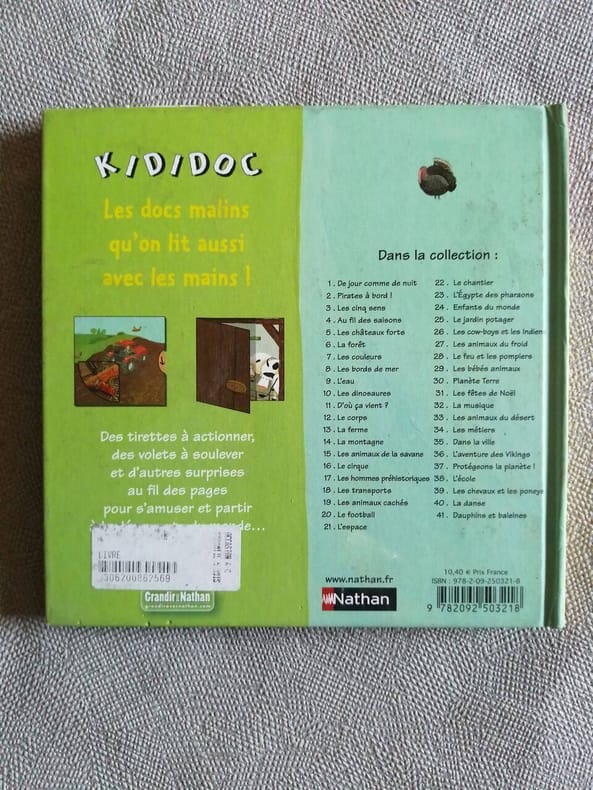 KIDIDOC
Les docs malins
qu'on lit aussi
avec les mains !
Des tirettes à actionner,
des volets à soulever
et d'autres surprises
au fil des pages
pour s'amuser et partir
LIVRE
3306200862569
Grandir & Nathan
grandiravecnathan.com
Dans la collection :
1 . De jour comme de nuit
2 . Pirates à bord !
3 . Les cinq sens
4 . Au fil des saisons
5 . Les châteaux forts
6 . La forêt
7 . Les couleurs
8 . Les bords de mer
9 . L'eau
10 . Les dinosaures
11 . D'où ça vient ?
12 . Le corps
13 . La ferme
14 . La montagne
15 . Les animaux de la savane
16 . Le cirque
17 . Les hommes préhistoriques
18 . Les transports
19 . Les animaux cachés
20 . Le football
21 . L'espace
22 . Le chantier
23 . L'Égypte des pharaons
24 . Enfants du monde
25 . Le jardin potager
26 . Les cow-boys et les Indiens
27 . Les animaux du froid
28 . Le feu et les pompiers
29 . Les bébés animaux
30 . Planète Terre
31 . Les fêtes de Noël
32 . La musique
33 . Les animaux du désert
34 . Les métiers
35 . Dans la ville
36 . L'aventure des Vikings
37 . Protégeons la planète !
38 . L'école
39 . Les chevaux et les poneys
40 . La danse
41 . Dauphins et baleines
www.nathan.fr
Nathan
10,40 € Prix France
ISBN : 978-2-09-250321-8
9 782092 503218